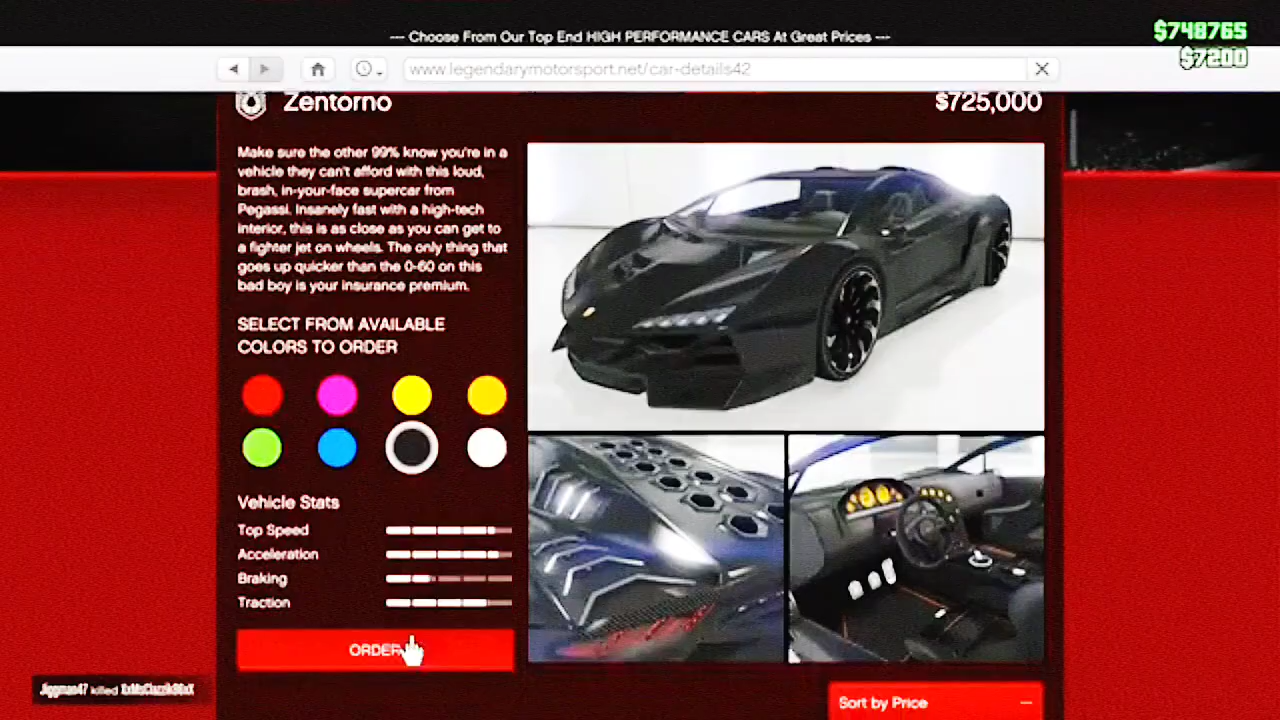 --- Choose From Our Top End HIGH PERFORMANCE CARS At Great Prices ---
$748765
$7200
www.legendarymotorsport.net/car-details42
Zentorno
$725,000
Make sure the other 99% know you're in a
vehicle they can't afford with this loud,
brash, in-your-face supercar from
Pegassi. Insanely fast with a high-tech
interior, this is as close as you can get to
a fighter jet on wheels. The only thing that
goes up quicker than the 0-60 on this
bad boy is your insurance premium.
SELECT FROM AVAILABLE
COLORS TO ORDER
Vehicle Stats
Top Speed
Acceleration
Braking
Traction
ORDER
Jiggman47 killed
Sort by Price